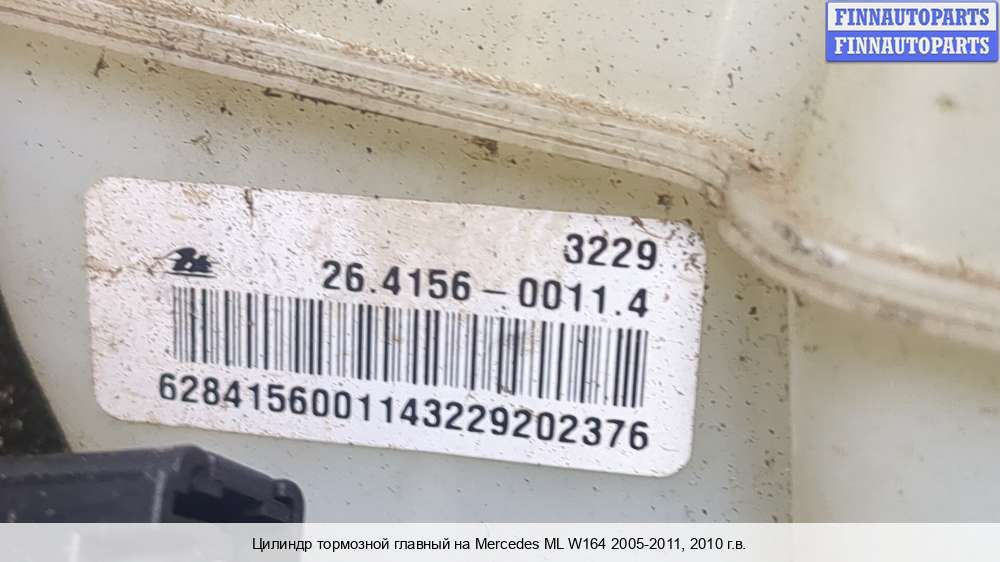 FINNAUTOPARTS
FINNAUTOPARTS
3229
26.4156-0011.4
6284156001143229202376
Цилиндр тормозной главный на Mercedes ML W164 2005-2011, 2010 г.в.